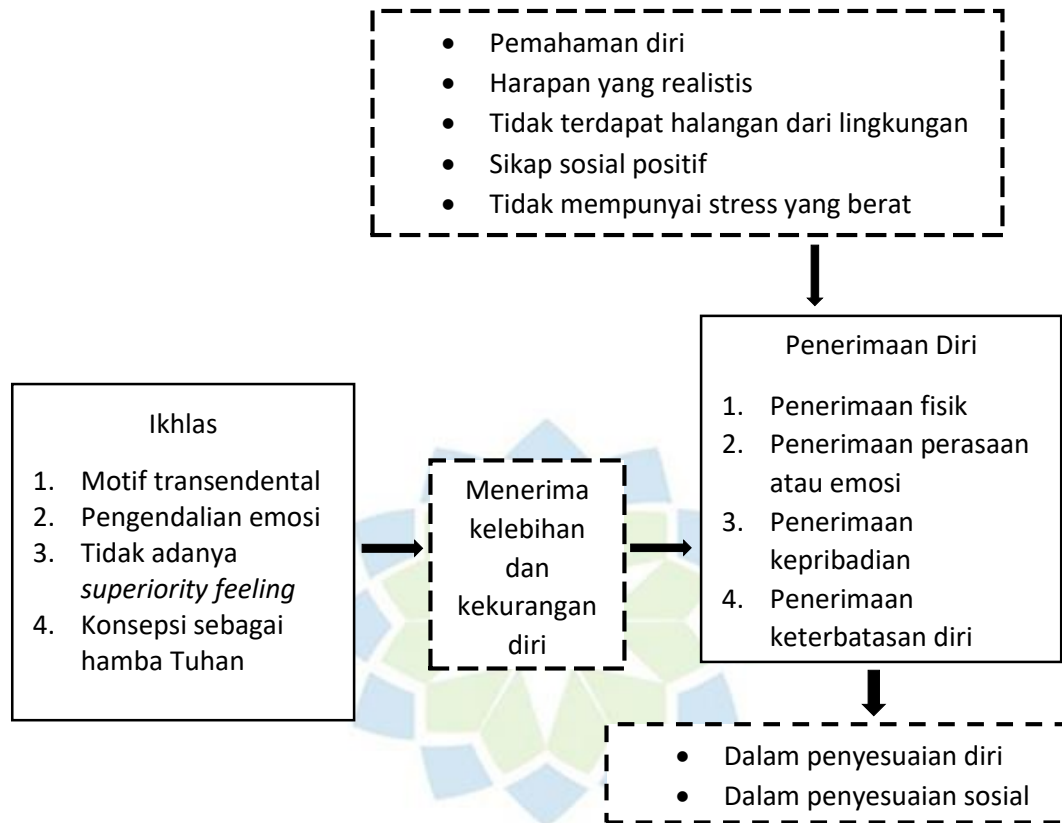 • Pemahaman diri
• Harapan yang realistis
• Tidak terdapat halangan dari lingkungan
• Sikap sosial positif
• Tidak mempunyai stress yang berat
Ikhlas
1. Motif transendental
2. Pengendalian emosi
3. Tidak adanya
superiority feeling
4. Konsepsi sebagai
hamba Tuhan
Menerima
kelebihan
dan
kekurangan
diri
Penerimaan Diri
1. Penerimaan fisik
2. Penerimaan perasaan
atau emosi
3. Penerimaan
kepribadian
4. Penerimaan
keterbatasan diri
• Dalam penyesuaian diri
• Dalam penyesuaian sosial